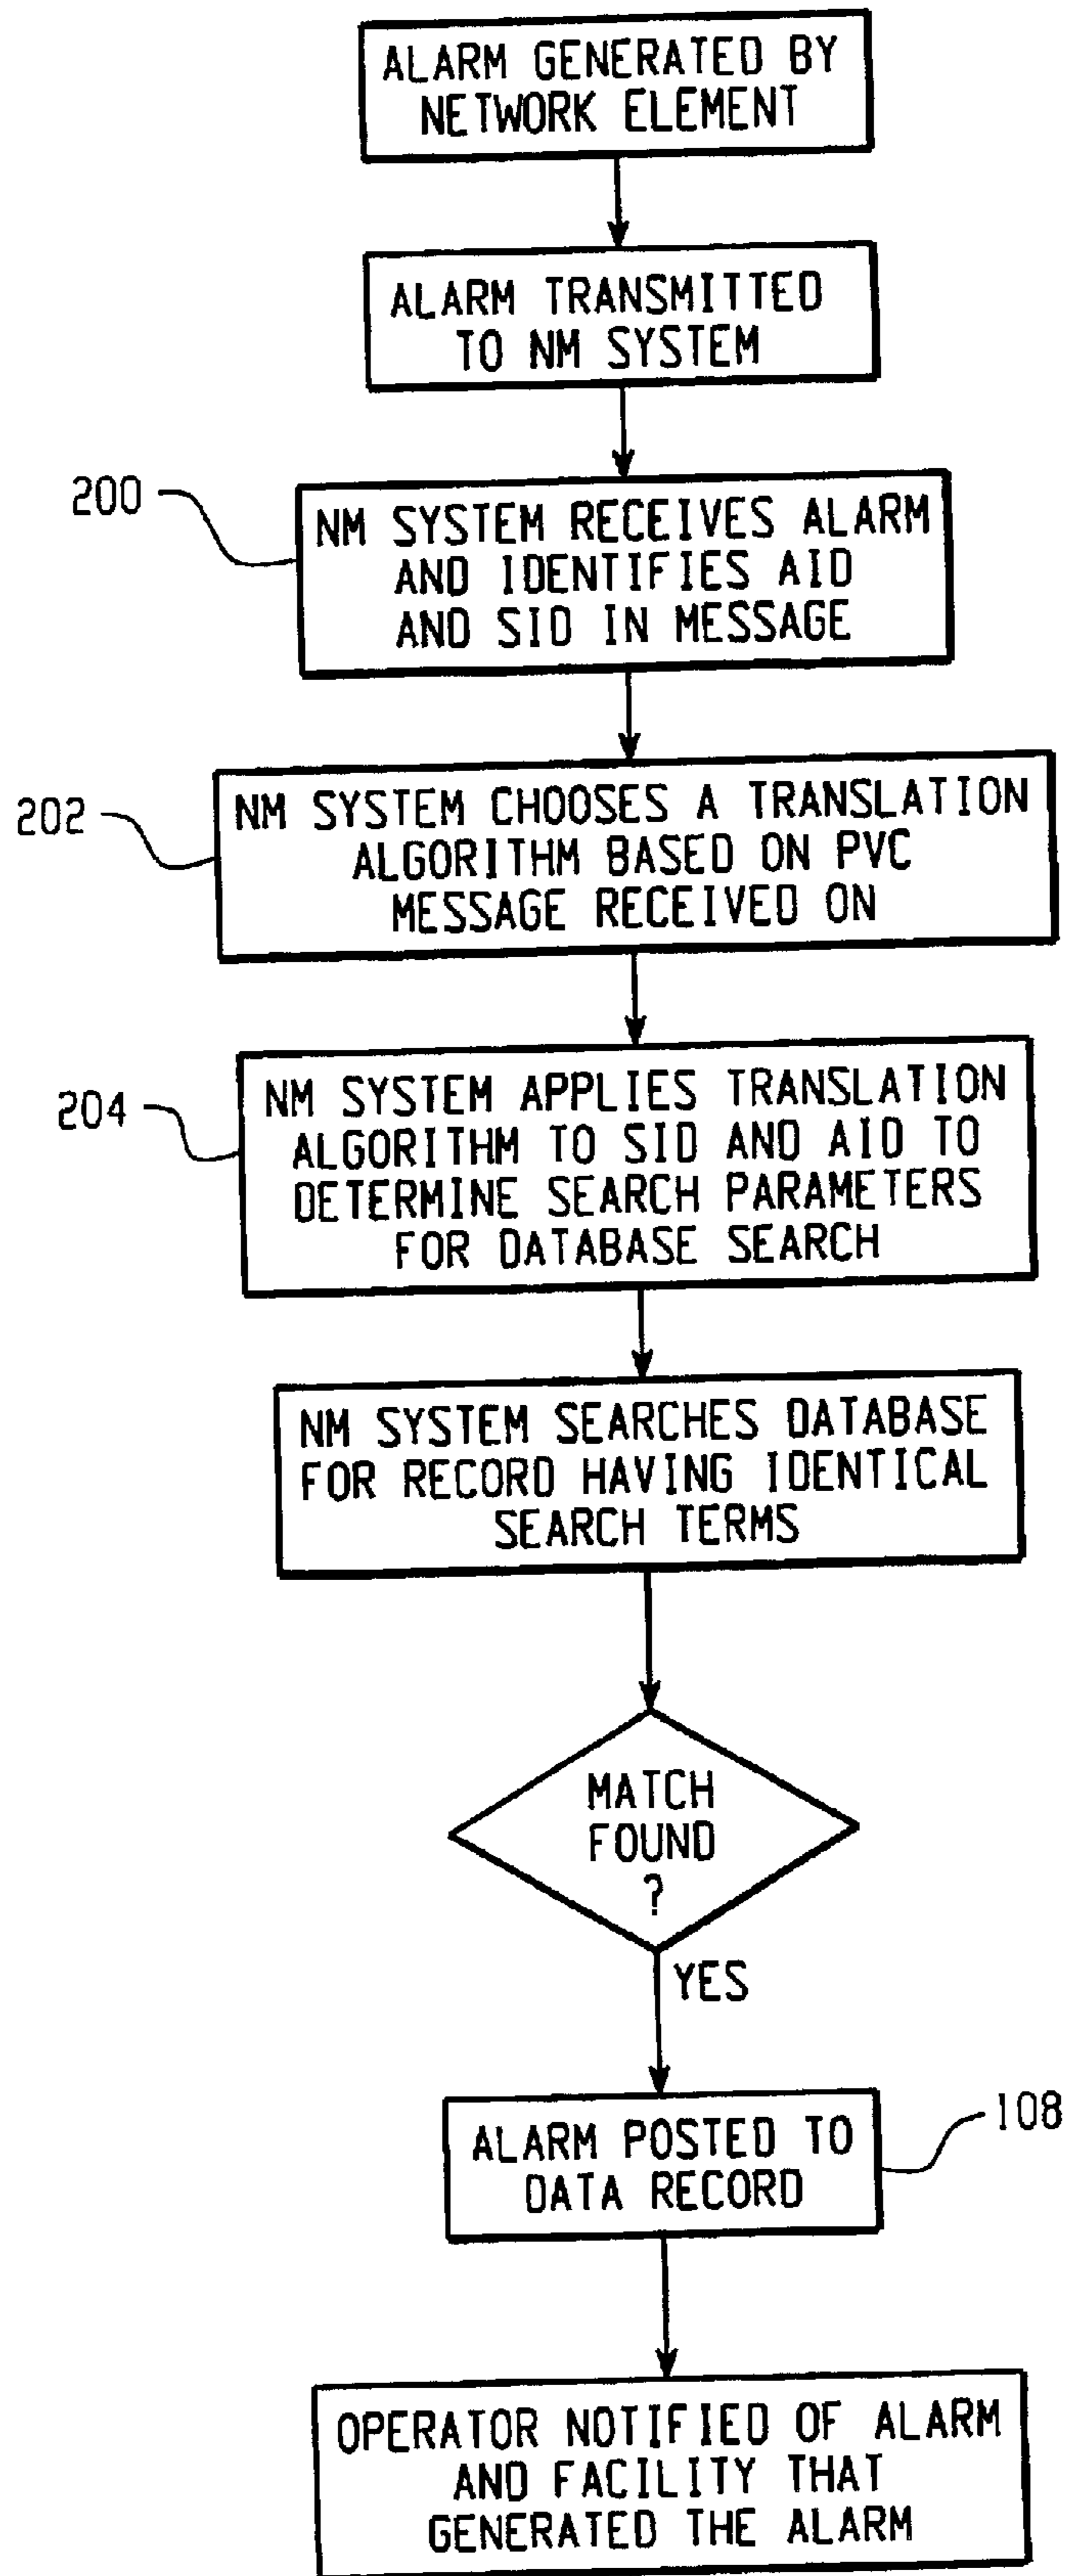 ALARM GENERATED BY
NETWORK ELEMENT
ALARM TRANSMITTED
TO NM SYSTEM
200
NM SYSTEM RECEIVES ALARM
AND IDENTIFIES AID
AND SID IN MESSAGE
202
NM SYSTEM CHOOSES A TRANSLATION
ALGORITHM BASED ON PVC
MESSAGE RECEIVED ON
204
NM SYSTEM APPLIES TRANSLATION
ALGORITHM TO SID AND AID TO
DETERMINE SEARCH PARAMETERS
FOR DATABASE SEARCH
NM SYSTEM SEARCHES DATABASE
FOR RECORD HAVING IDENTICAL
SEARCH TERMS
MATCH
FOUND
?
YES
ALARM POSTED TO
DATA RECORD
108
OPERATOR NOTIFIED OF ALARM
AND FACILITY THAT
GENERATED THE ALARM